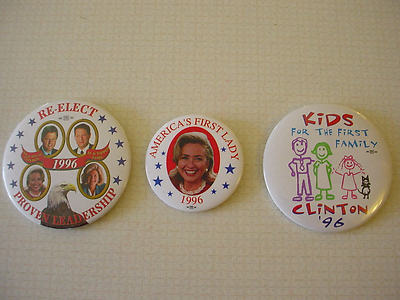 RE-ELECT
1996
PROVEN LEADERSHIP
AMERICA'S FIRST LADY
1996
KiDS
FOR THE FIRST
FAMILY
CLiNTON
'96